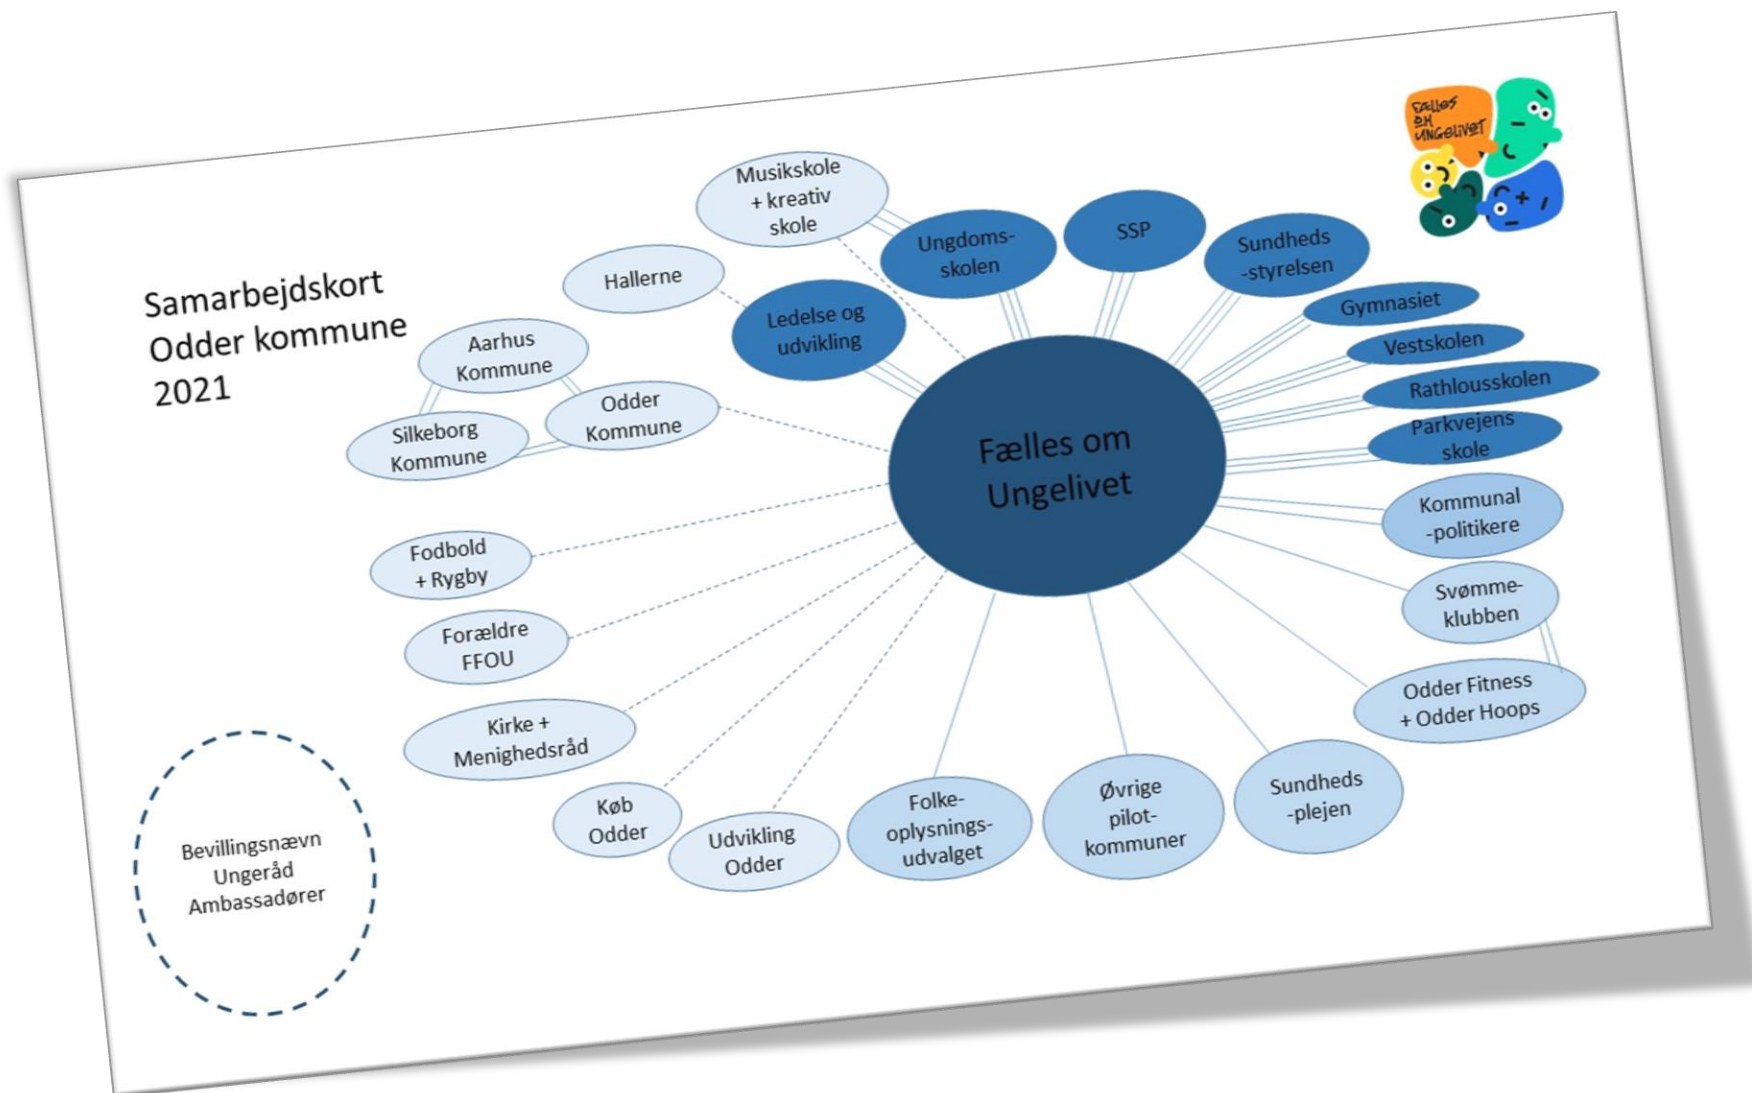 Samarbejdskort
Odder kommune
2021
Fælles
om
ungelivet
Musikskole
+ kreativ
skole
Ungdoms-
skolen
SSP
Sundheds
-styrelsen
Gymnasiet
Vestskolen
Rathlousskolen
Parkvejens
skole
Kommunal
-politikere
Svømme-
klubben
Odder Fitness
+ Odder Hoops
Sundheds
-plejen
Øvrige
pilot-
kommuner
Folke-
oplysnings-
udvalget
Udvikling
Odder
Køb
Odder
Kirke +
Menighedsråd
Forældre
FFOU
Fodbold
+ Rygby
Silkeborg
Kommune
Aarhus
Kommune
Odder
Kommune
Hallerne
Ledelse og
udvikling
Fælles om
Ungelivet
Bevillingsnævn
Ungeråd
Ambassadører